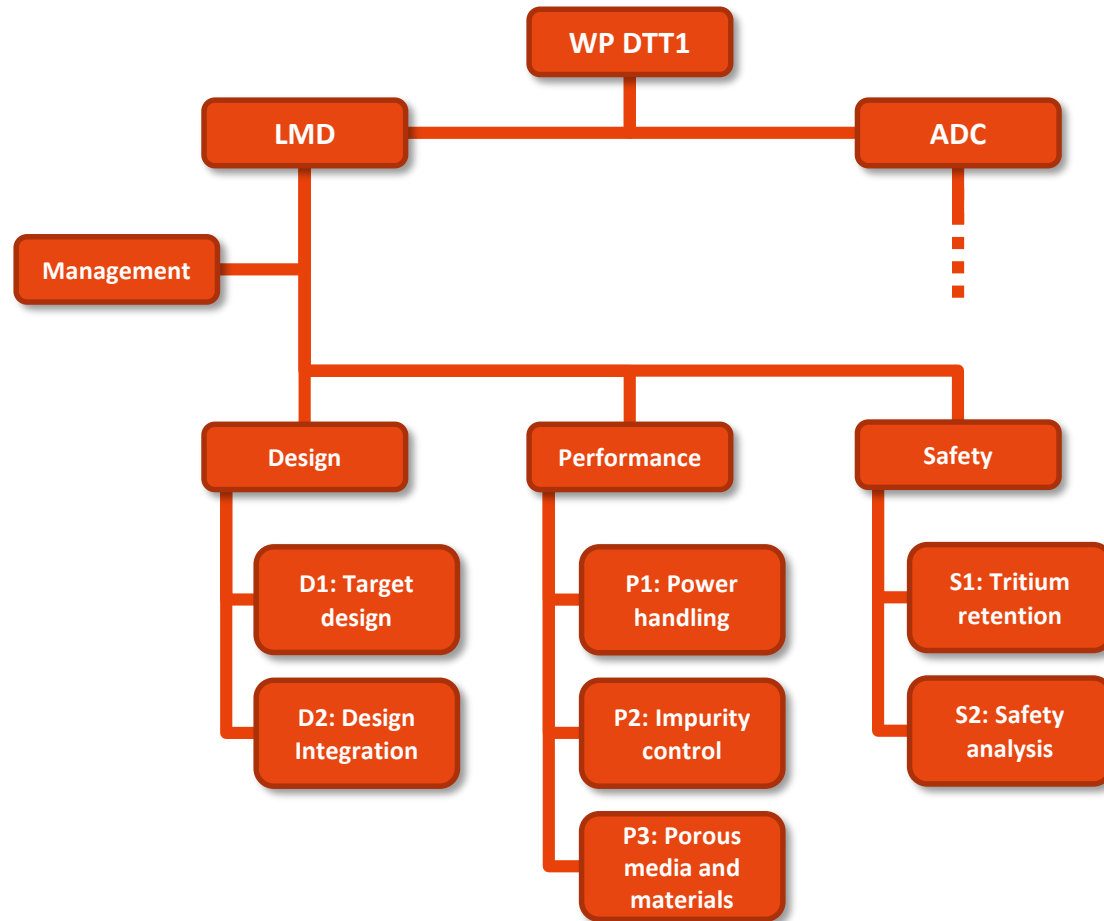 WP DTT1
LMD
ADC
Management
Design
Performance
Safety
D1: Target
design
P1: Power
handling
S1: Tritium
retention
D2: Design
Integration
P2: Impurity
control
S2: Safety
analysis
P3: Porous
media and
materials